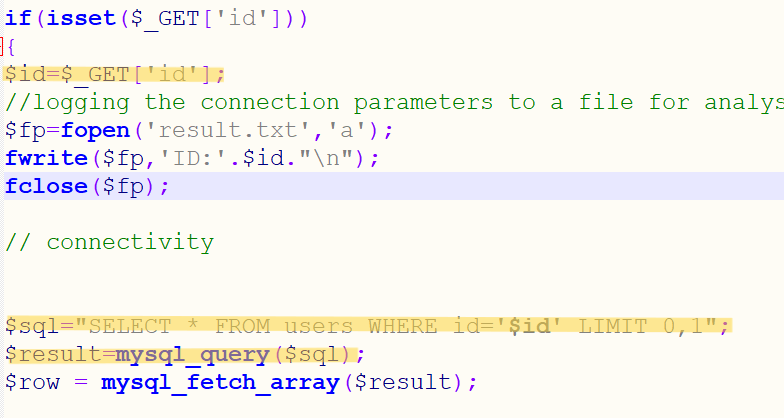 if(isset($_GET['id']))
{
$id=$_GET['id'];
//logging the connection parameters to a file for analys
$fp=fopen('result.txt','a');
fwrite($fp,'ID:'.$id."\n");
fclose($fp);
// connectivity
$sql="SELECT * FROM users WHERE id='$id' LIMIT 0,1";
$result=mysql_query($sql);
$row = mysql_fetch_array($result);